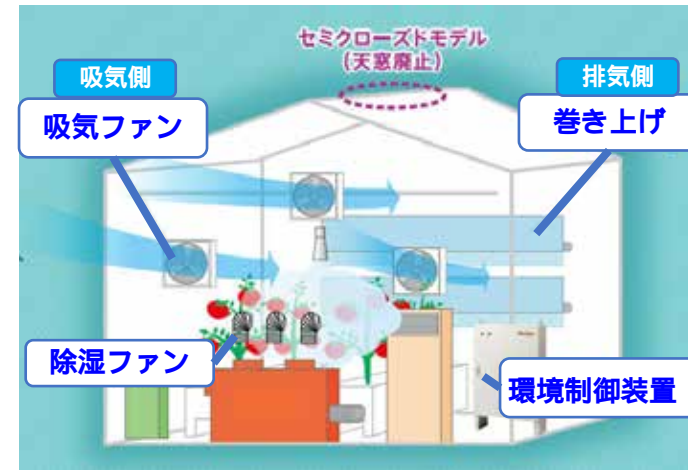 セミクローズドモデル
(天窓廃止)
吸気側
吸気ファン
排気側
巻き上げ
除湿ファン
環境制御装置